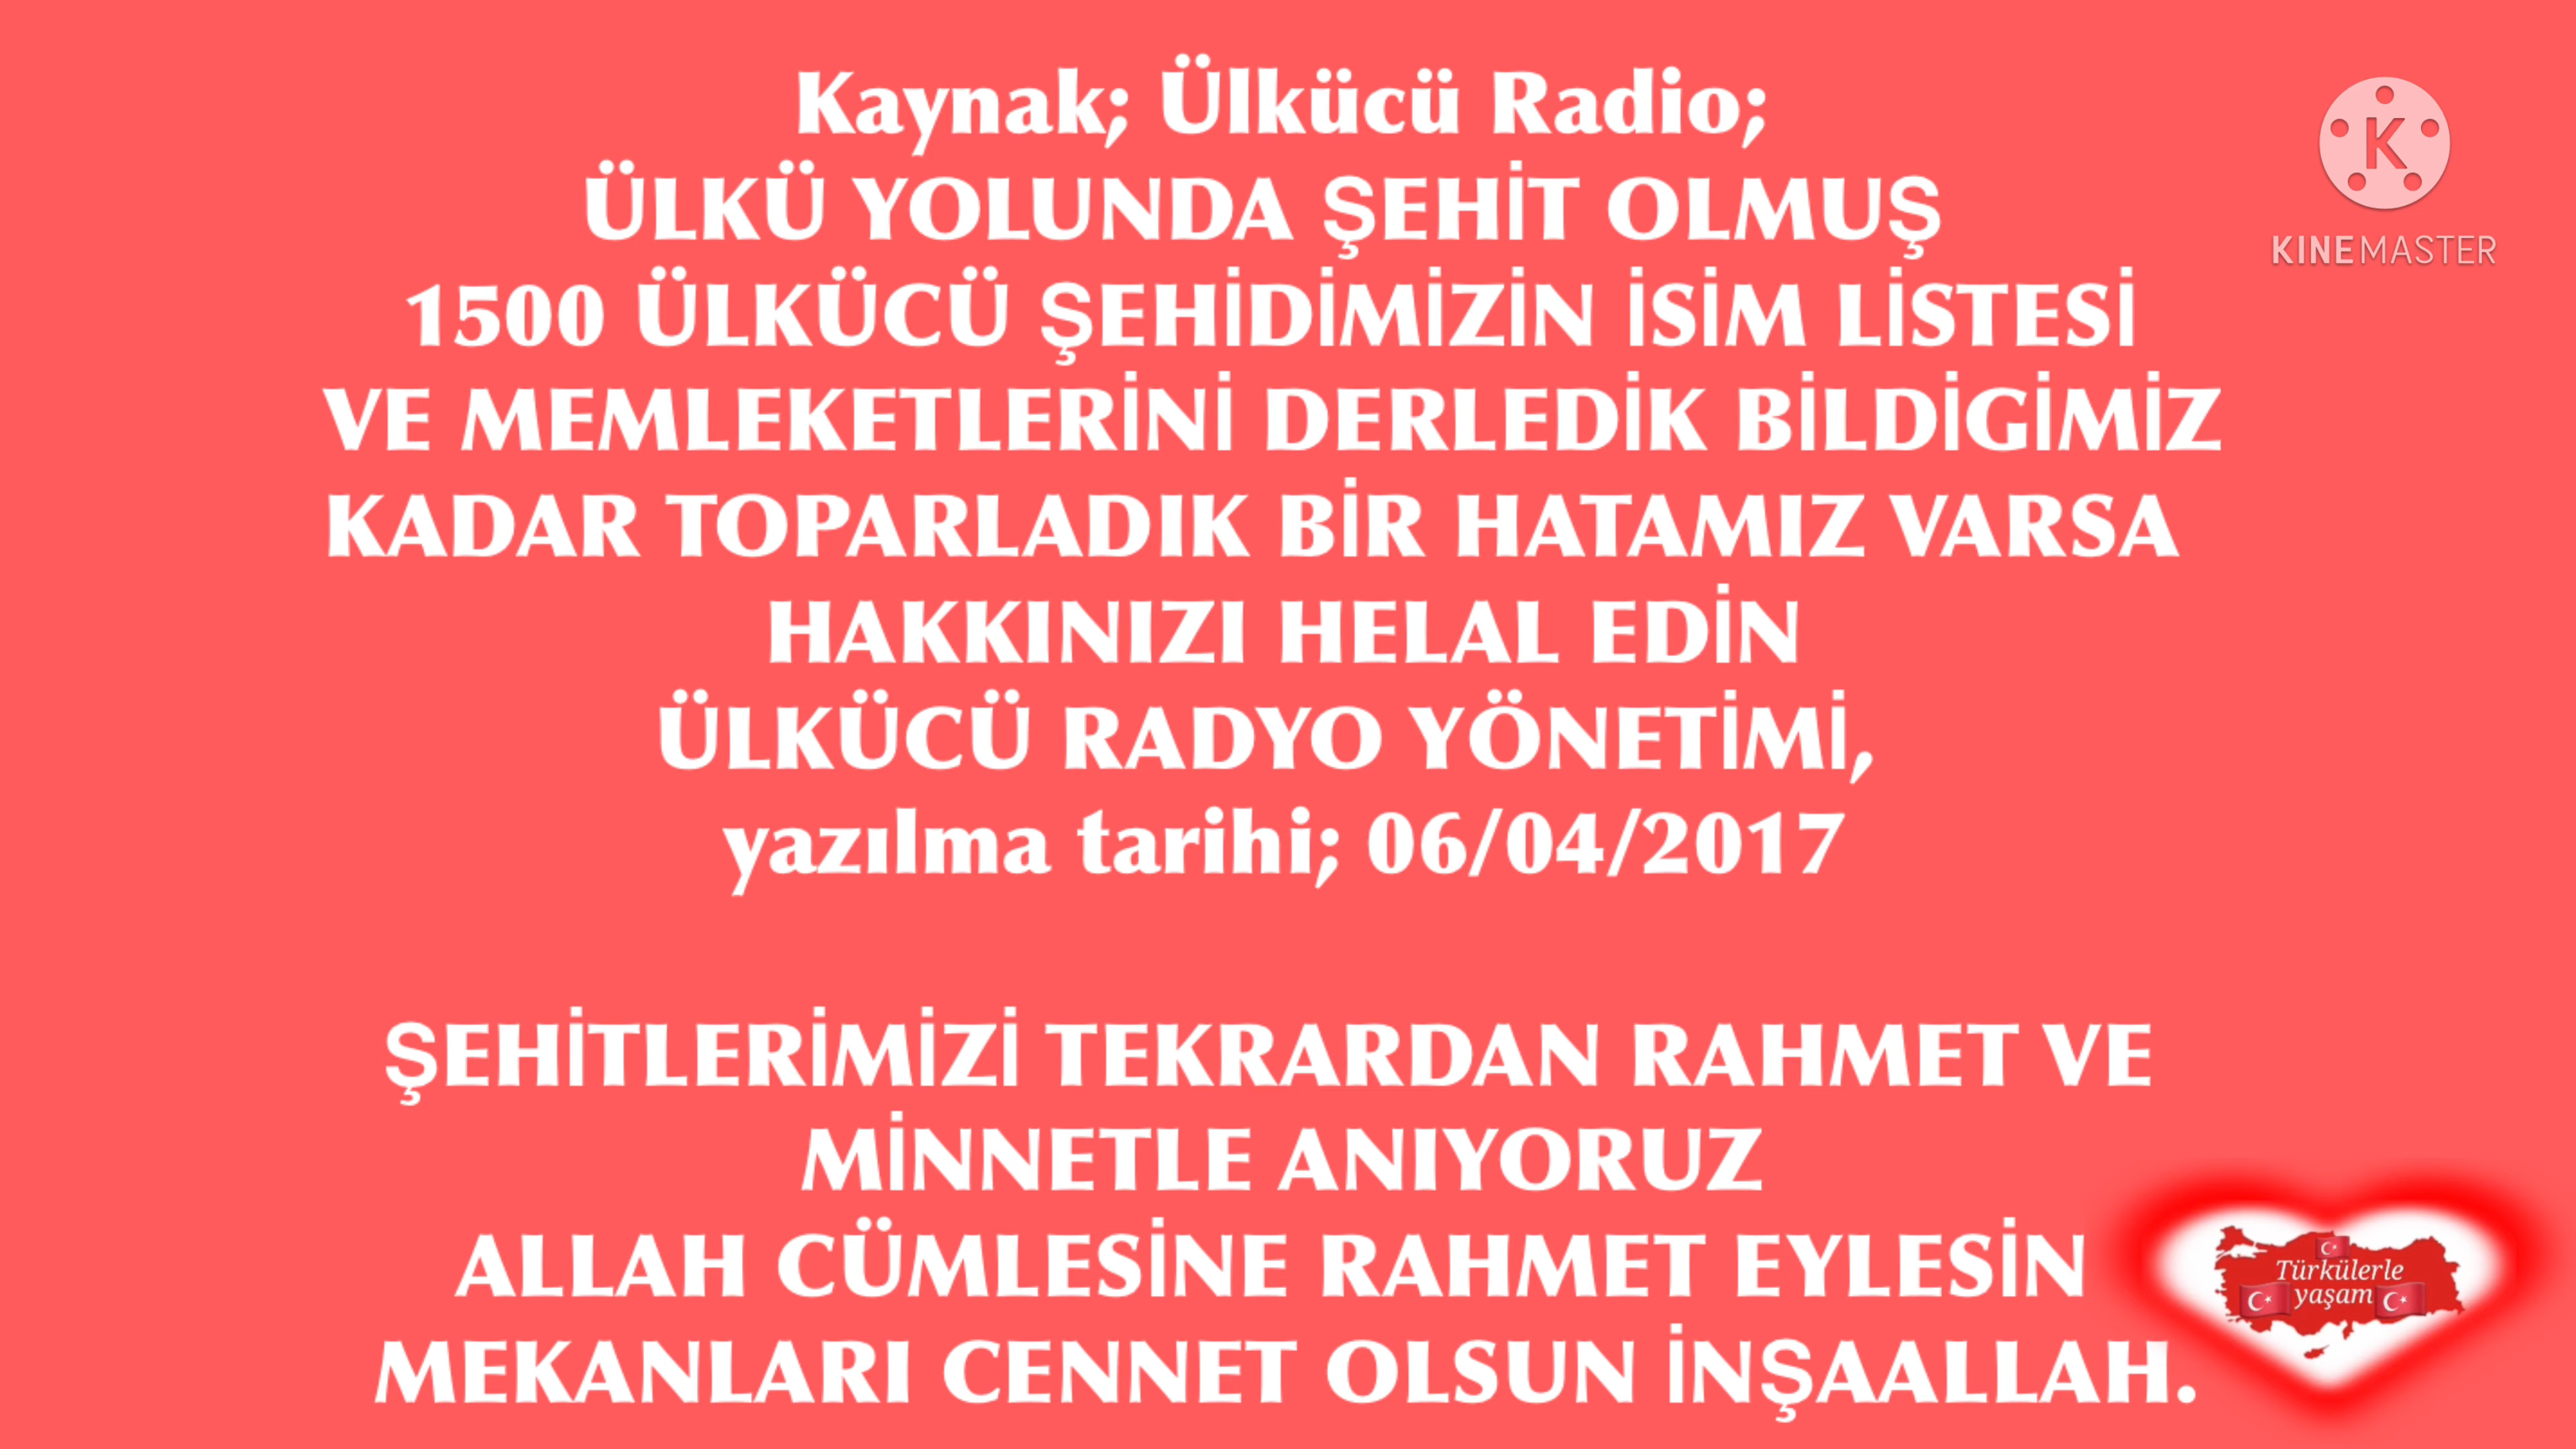 Kaynak; Ülkücü Radio;
ÜLKÜ YOLUNDA ŞEHİT OLMUŞ
1500 ÜLKÜCÜ ŞEHİDİMİZİN İSİM LİSTESİ
VE MEMLEKETLERİNİ DERLEDİK BİLDİGİMİZ
KADAR TOPARLADIK BİR HATAMIZ VARSA
HAKKINIZI HELAL EDİN
ÜLKÜCÜ RADYO YÖNETİMİ,
yazılma tarihi; 06/04/2017
ŞEHİTLERİMİZİ TEKRARDAN RAHMET VE
MİNNETLE ANIYORUZ
ALLAH CÜMLESİNE RAHMET EYLESİN
MEKANLARI CENNET OLSUN İNŞAALLAH.
K
KINEMASTER
Türkülerle
yaşam